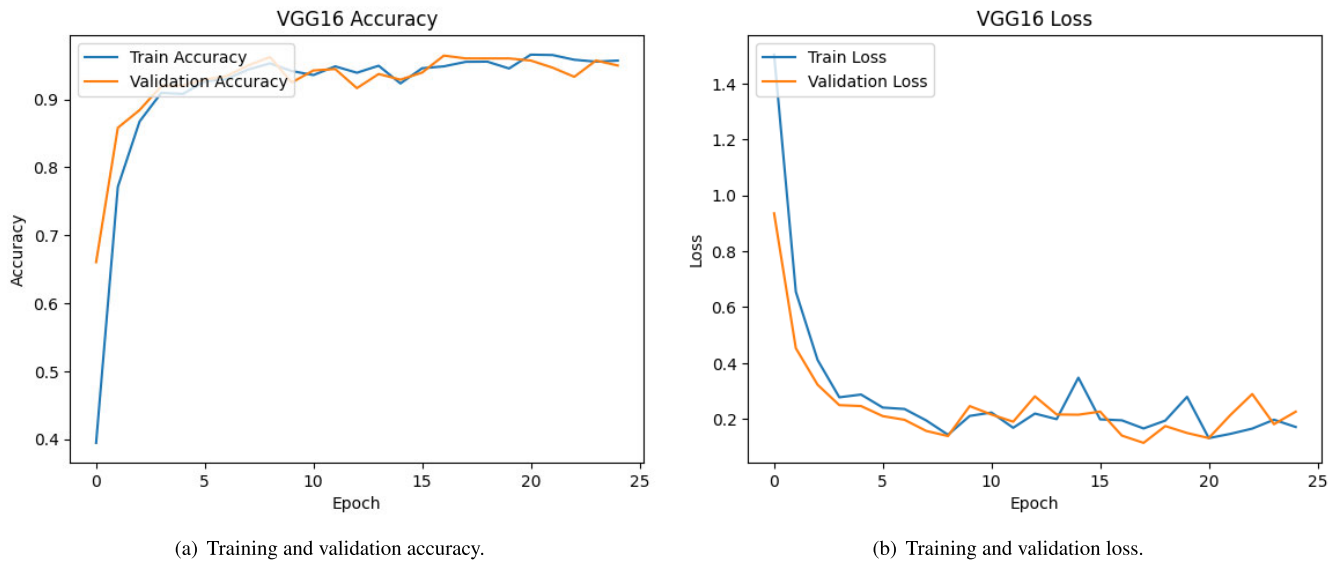 VGG16 Accuracy
Train Accuracy
Validation Accuracy
0.9
0.8
0.7
0.6
0.5
0.4
Accuracy
0
5
10
15
20
25
Epoch
(a) Training and validation accuracy.
VGG16 Loss
Train Loss
Validation Loss
1.4
1.2
1.0
0.8
0.6
0.4
0.2
Loss
0
5
10
15
20
25
Epoch
(b) Training and validation loss.